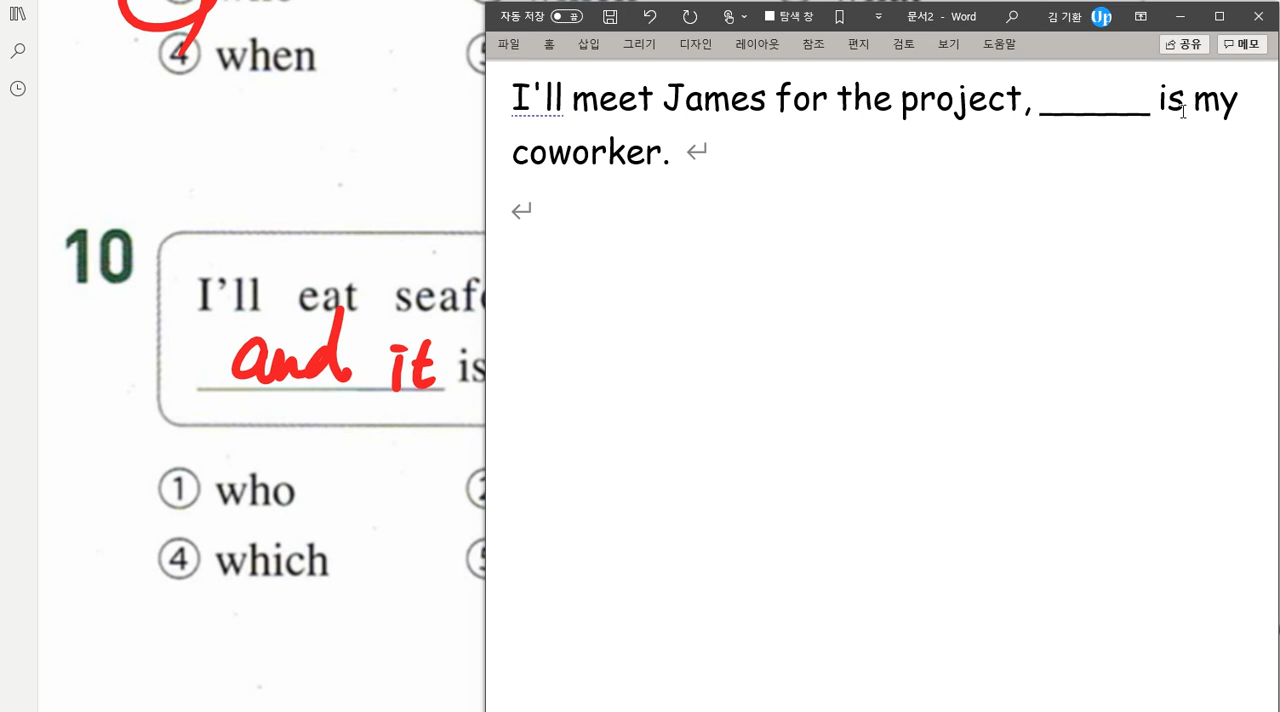 자동 저장 끔 탐색 창 문서2 - Word 김 기환 Up
파일 홈 삽입 그리기 디자인 레이아웃 참조 편지 검토 보기 도움말 공유 메모
④ when
I'll meet James for the project, ______ is my
coworker.
10
I'll eat
and it is
① who
④ which